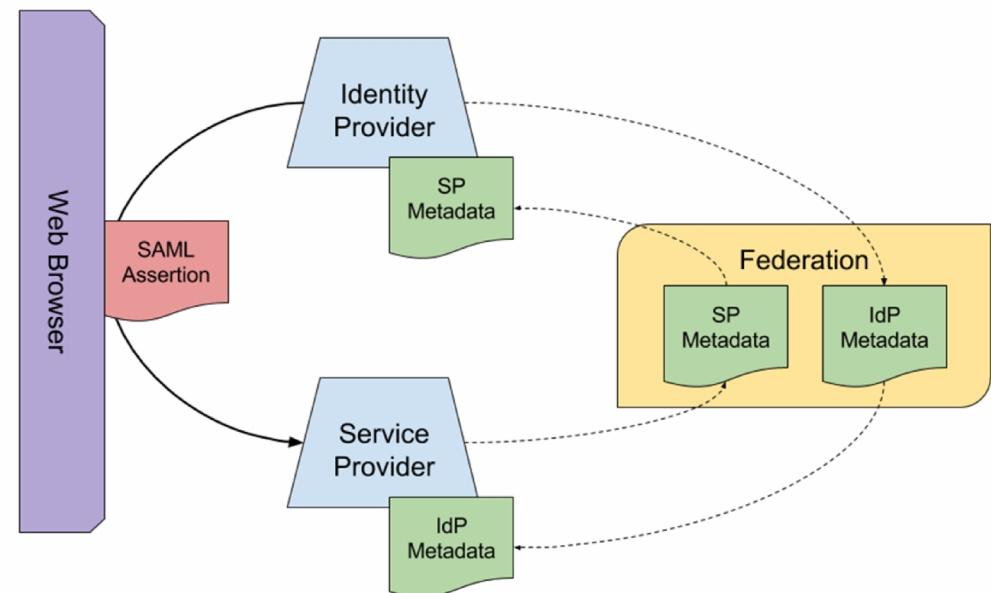 Web Browser
Identity
Provider
SP
Metadata
SAML
Assertion
Federation
SP
Metadata
IdP
Metadata
Service
Provider
IdP
Metadata